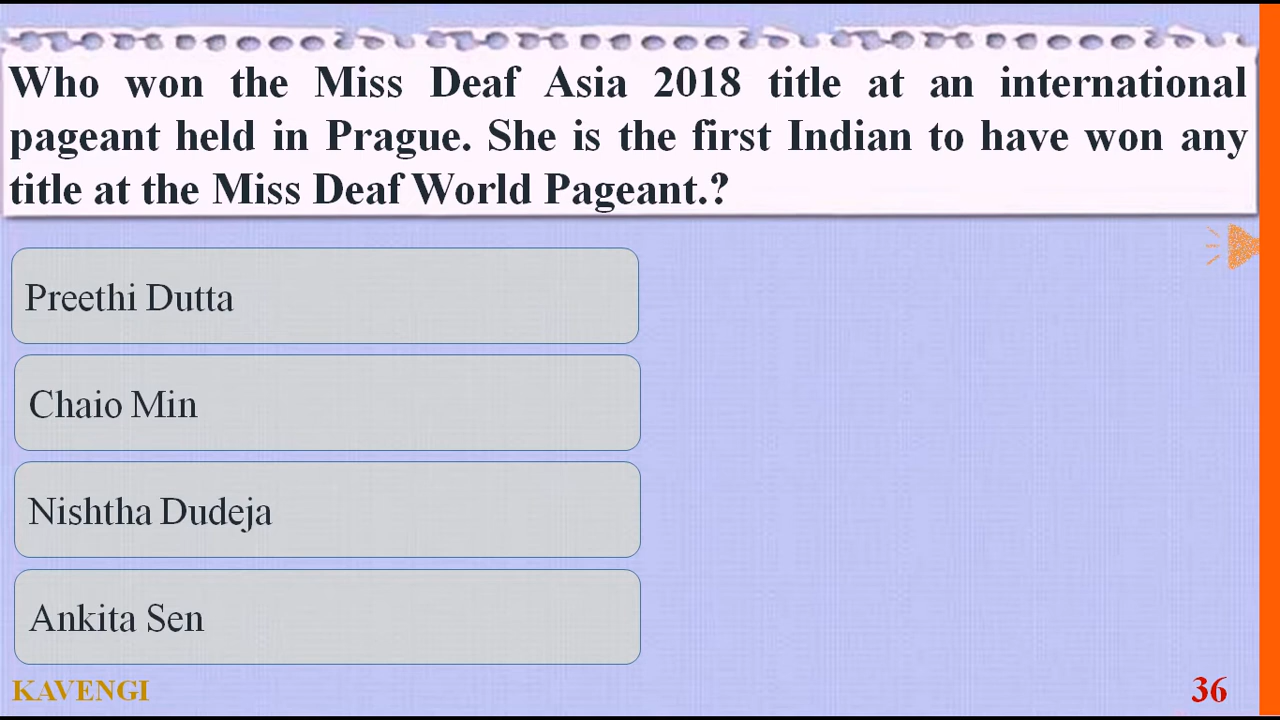 Who won the Miss Deaf Asia 2018 title at an international
pageant held in Prague. She is the first Indian to have won any
title at the Miss Deaf World Pageant.?
Preethi Dutta
Chaio Min
Nishtha Dudeja
Ankita Sen
KAVENGI
36